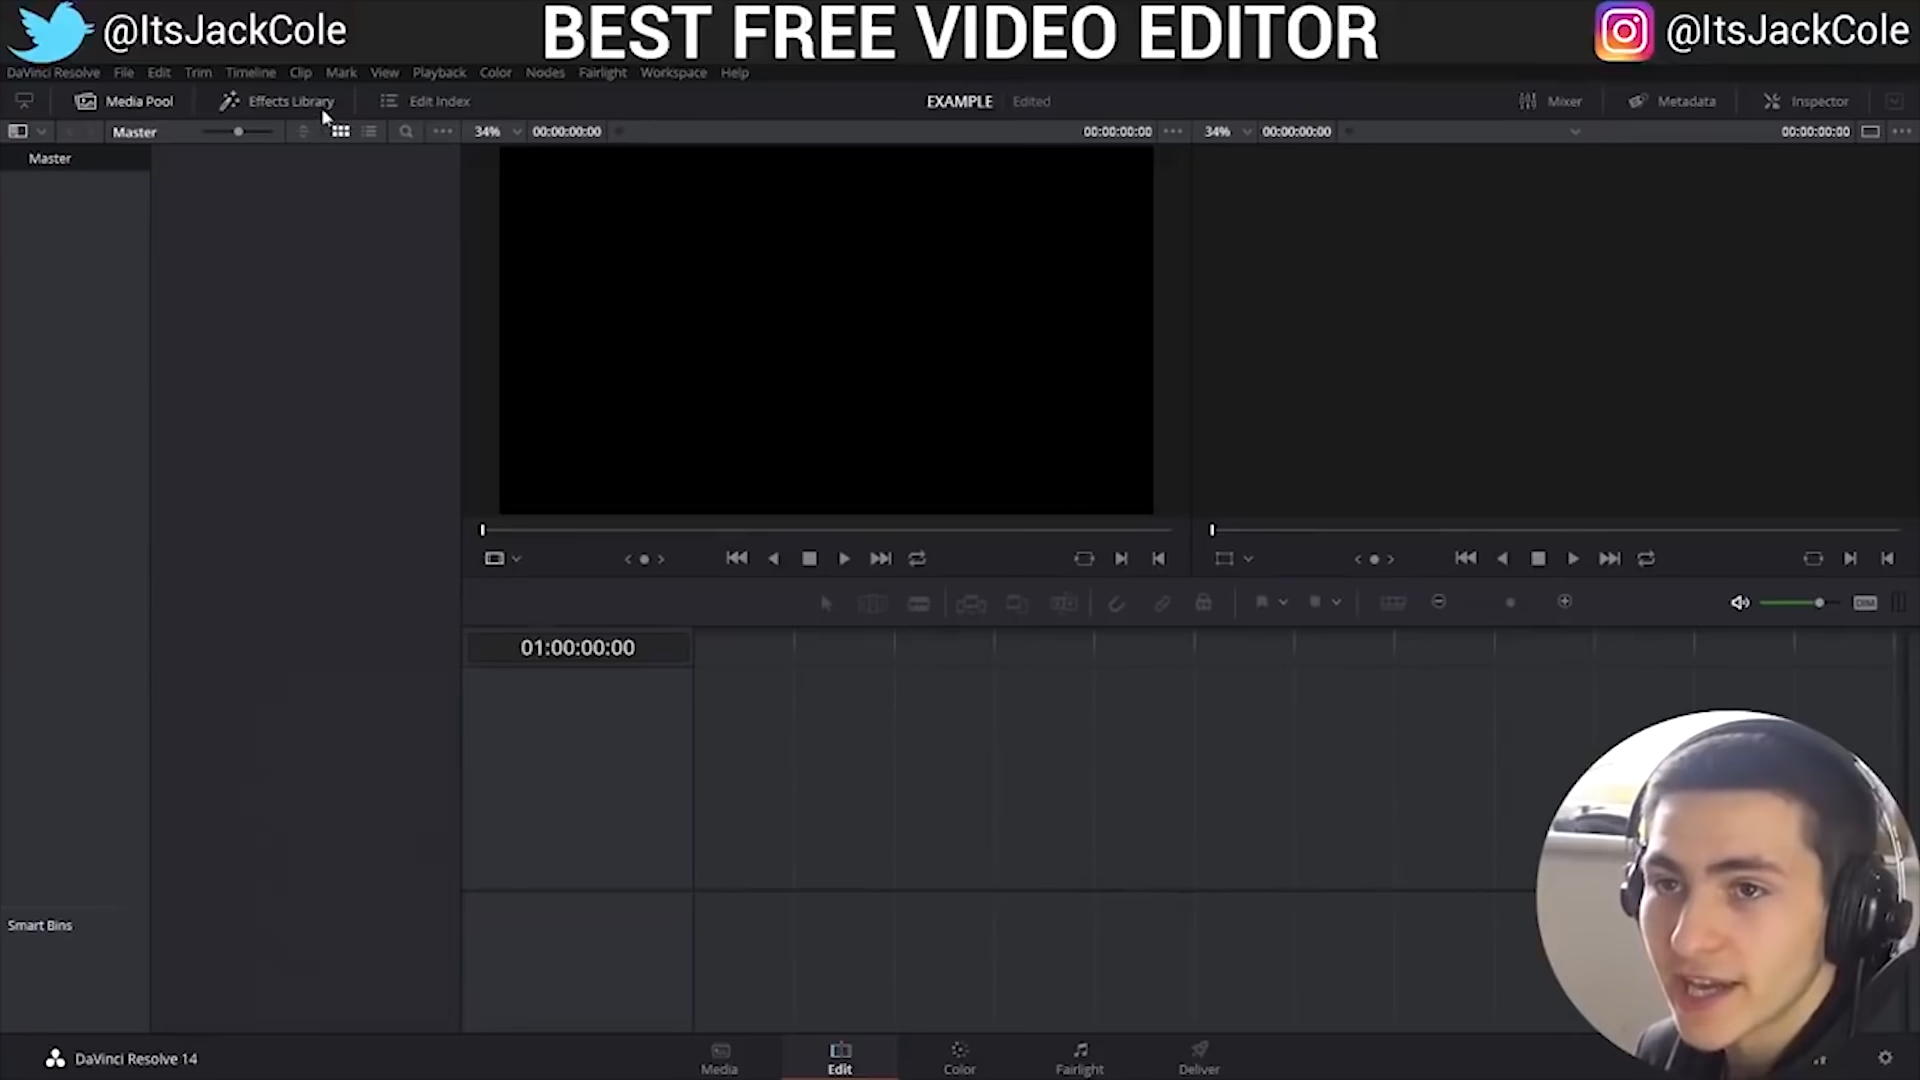 @ItsJackCole BEST FREE VIDEO EDITOR @ItsJackCole
DaVinci Resolve File Edit Trim Timeline Clip Mark View Playback Color Nodes Fairlight Workspace Help
Media Pool Effects Library Edit Index EXAMPLE Edited Mixer Metadata Inspector
Master 34% 00:00:00:00 00:00:00:00 34% 00:00:00:00 00:00:00:00
Master
DIM
01:00:00:00
Smart Bins
DaVinci Resolve 14
Media Edit Color Fairlight Deliver